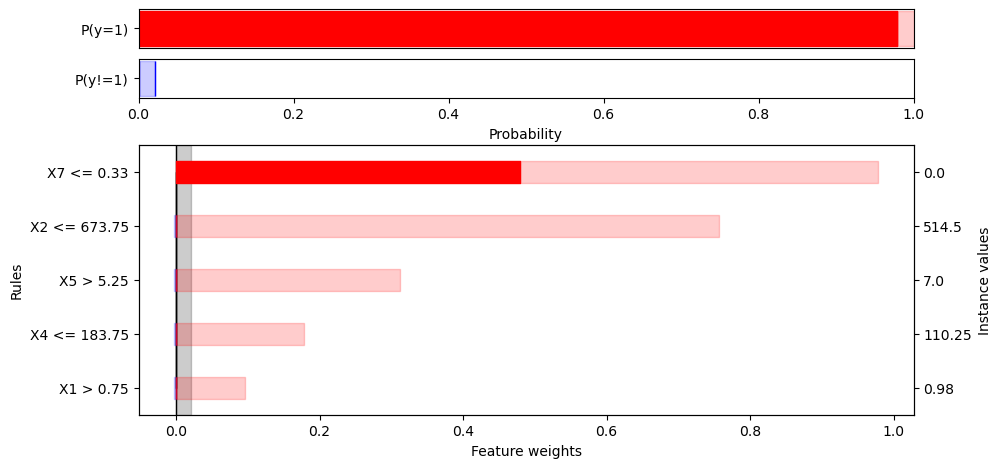 P(y=1)
P(y!=1)
0.0 0.2 0.4 0.6 0.8 1.0
Probability
X7 <= 0.33 0.0
X2 <= 673.75 514.5
X5 > 5.25 7.0
X4 <= 183.75 110.25
X1 > 0.75 0.98
Rules
Instance values
0.0 0.2 0.4 0.6 0.8 1.0
Feature weights